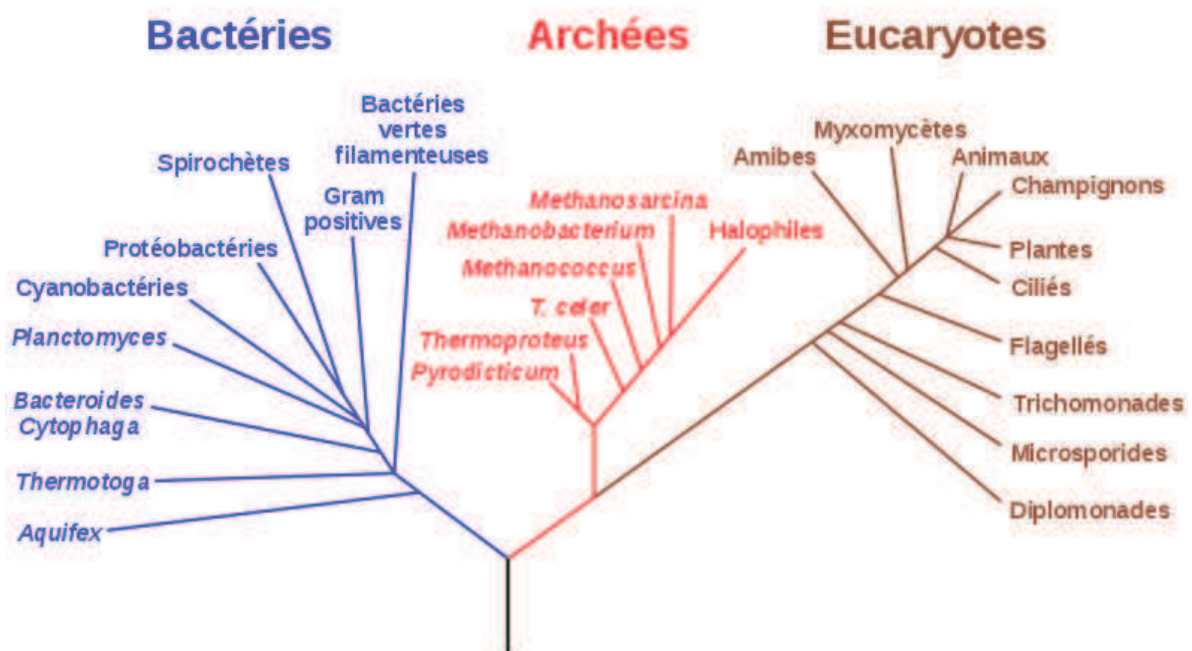 Bactéries
Archées
Eucaryotes
Bactéries
vertes
filamenteuses
Spirochètes
Gram
positives
Protéobactéries
Cyanobactéries
Planctomyces
Bacteroides
Cytophaga
Thermotoga
Aquifex
Methanosarcina
Methanobacterium
Halophiles
Methanococcus
T. celer
Thermoproteus
Pyrodicticum
Myxomycètes
Amibes
Animaux
Champignons
Plantes
Ciliés
Flagellés
Trichomonades
Microsporides
Diplomonades